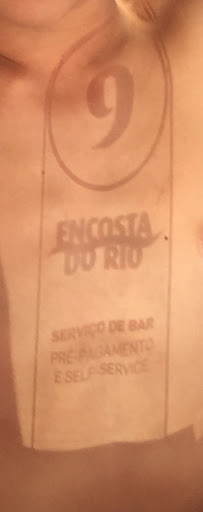 9
ENCOSTA
DO RIO
SERVIÇO DE BAR
PRÉ-PAGAMENTO
E SELF-SERVICE